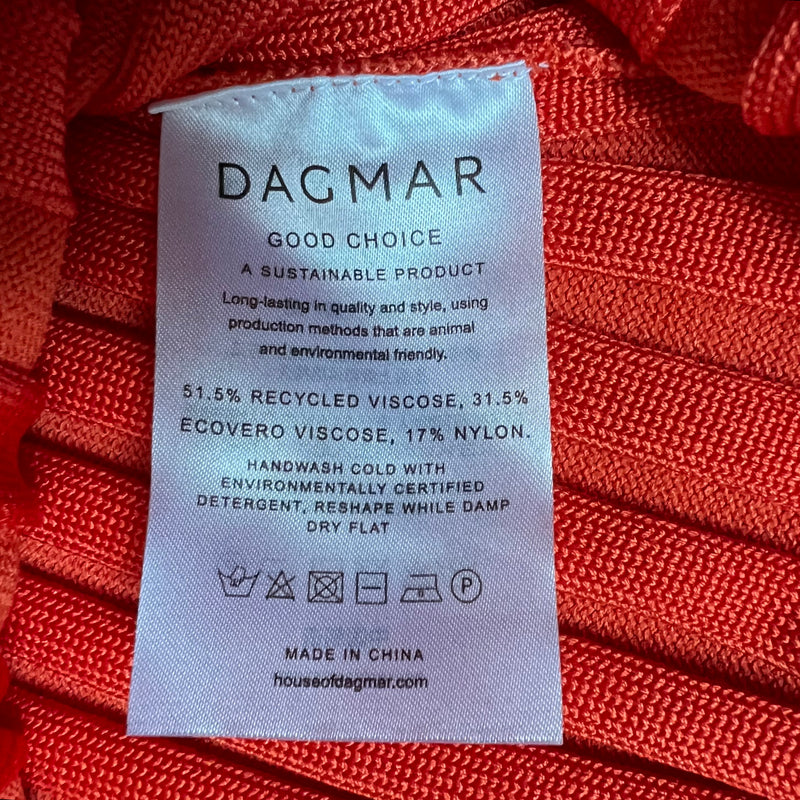 DAGMAR
GOOD CHOICE
A SUSTAINABLE PRODUCT
Long-lasting in quality and style, using
production methods that are animal
and environmental friendly.
51.5% RECYCLED VISCOSE, 31.5%
ECOVERO VISCOSE, 17% NYLON.
HANDWASH COLD WITH
ENVIRONMENTALLY CERTIFIED
DETERGENT, RESHAPE WHILE DAMP
DRY FLAT
P
MADE IN CHINA
houseofdagmar.com